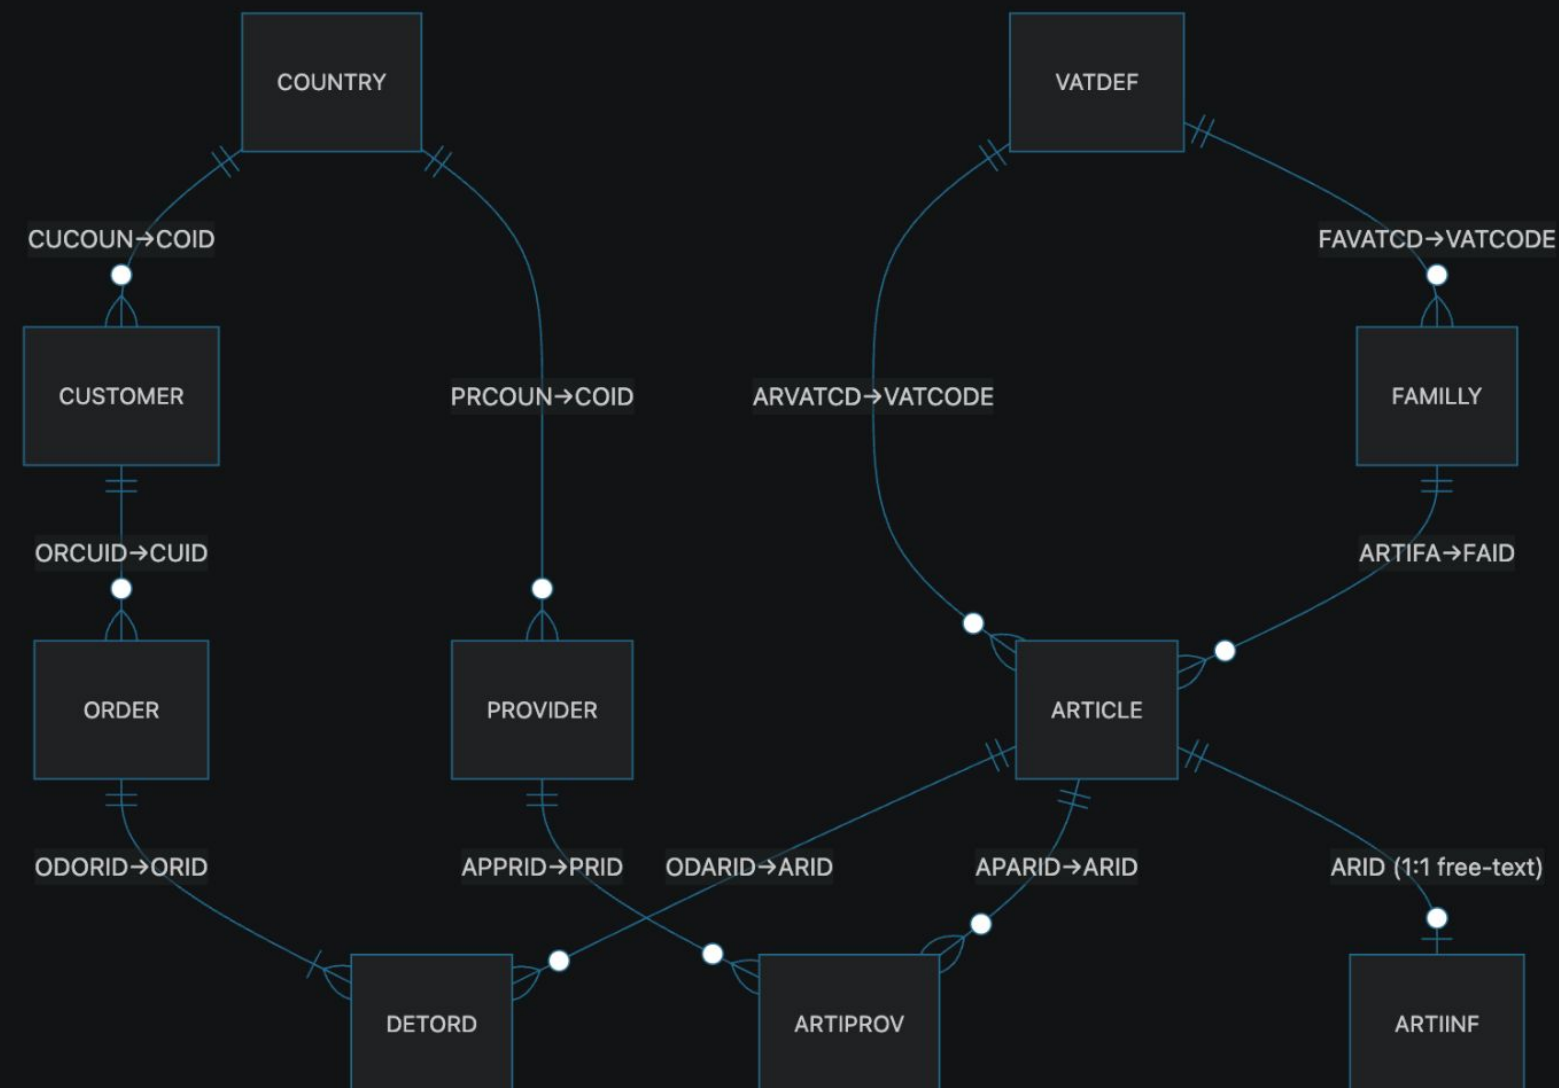 COUNTRY
VATDEF
CUCOUN→COID
FAVATCD→VATCODE
CUSTOMER
PRCOUN→COID
ARVATCD→VATCODE
FAMILLY
ORCUID→CUID
ARTIFA→FAID
ORDER
PROVIDER
ARTICLE
ODORID→ORID
APPRID→PRID
ODARID→ARID
APARID→ARID
ARID (1:1 free-text)
DETORD
ARTIPROV
ARTIINF